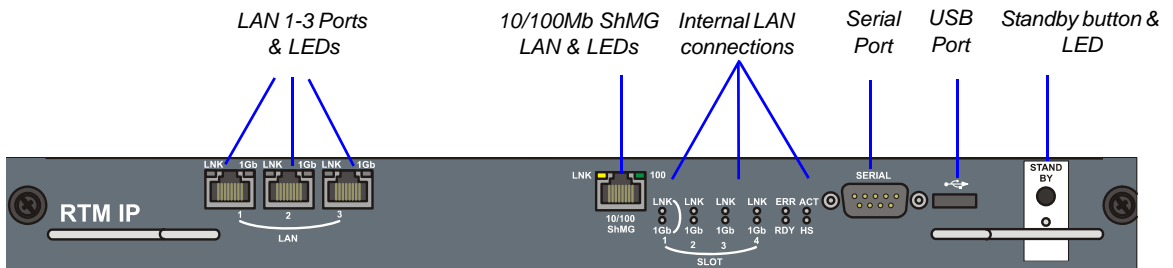 LAN 1-3 Ports
& LEDs
10/100Mb ShMG
LAN & LEDs
Internal LAN
connections
Serial
Port
USB
Port
Standby button &
LED
LNK 1Gb LNK 1Gb LNK 1Gb
1 2 3
LAN
RTM IP
LNK 100
10/100
ShMG
LNK LNK LNK LNK ERR ACT
1Gb 1Gb 1Gb 1Gb RDY HS
1 2 3 4
SLOT
SERIAL
STAND
BY